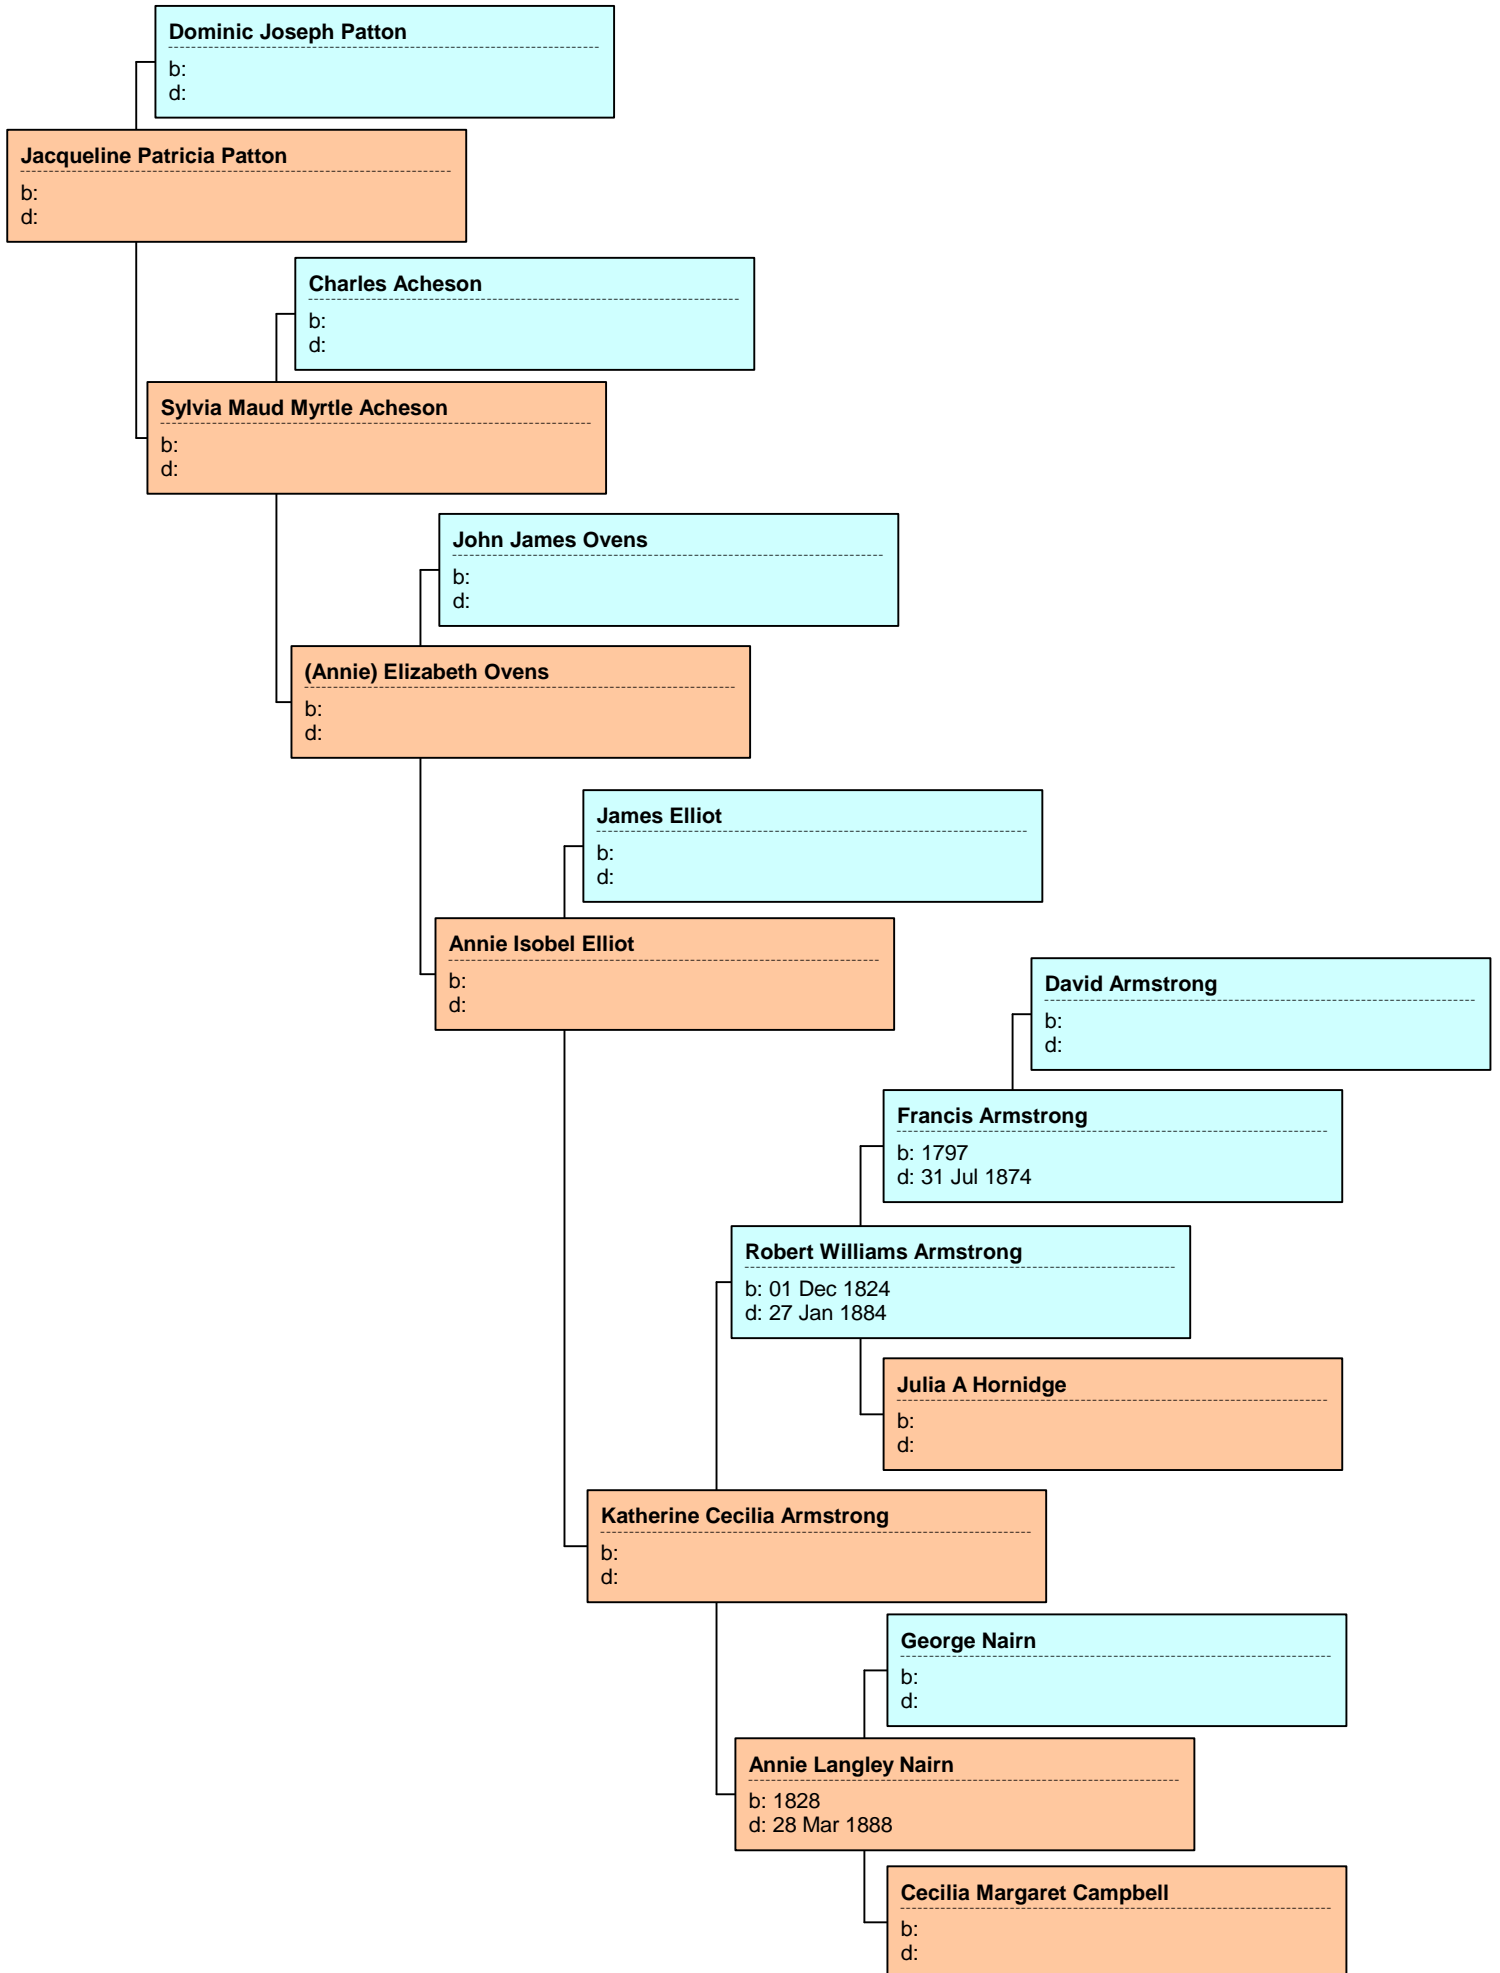 Dominic Joseph Patton
b:
d:
Jacqueline Patricia Patton
b:
d:
Charles Acheson
b:
d:
Sylvia Maud Myrtle Acheson
b:
d:
John James Ovens
b:
d:
(Annie) Elizabeth Ovens
b:
d:
James Elliot
b:
d:
Annie Isobel Elliot
b:
d:
David Armstrong
b:
d:
Francis Armstrong
b: 1797
d: 31 Jul 1874
Robert Williams Armstrong
b: 01 Dec 1824
d: 27 Jan 1884
Julia A Hornidge
b:
d:
Katherine Cecilia Armstrong
b:
d:
George Nairn
b:
d:
Annie Langley Nairn
b: 1828
d: 28 Mar 1888
Cecilia Margaret Campbell
b:
d: